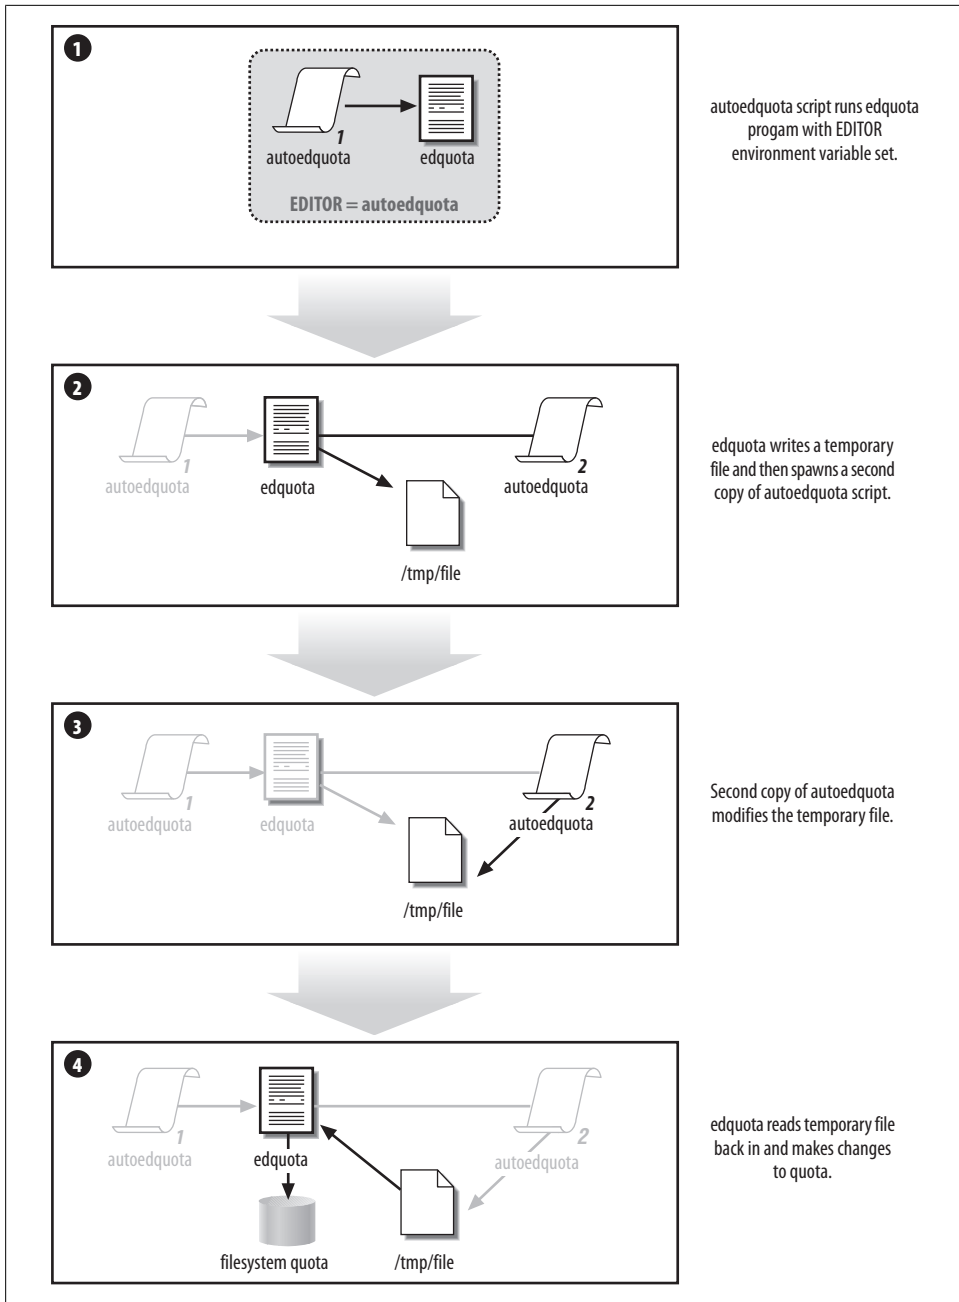 1
autoedquota script runs edquota
progam with EDITOR
environment variable set.
1
autoedquota
edquota
EDITOR = autoedquota
2
edquota writes a temporary
file and then spawns a second
copy of autoedquota script.
1
autoedquota
edquota
2
autoedquota
/tmp/file
3
Second copy of autoedquota
modifies the temporary file.
1
autoedquota
edquota
2
autoedquota
/tmp/file
4
edquota reads temporary file
back in and makes changes
to quota.
1
autoedquota
edquota
2
autoedquota
filesystem quota
/tmp/file